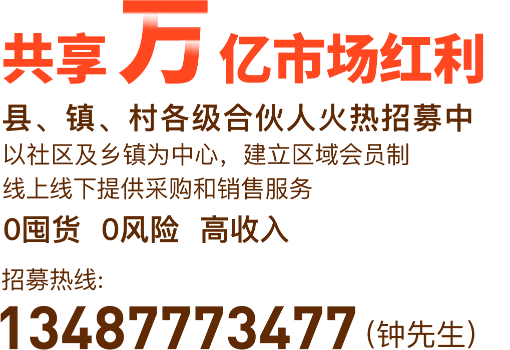 共享万亿市场红利
县、镇、村各级合伙人火热招募中
以社区及乡镇为中心，建立区域会员制
线上线下提供采购和销售服务
0囤货 0风险 高收入
招募热线:
13487773477(钟先生)